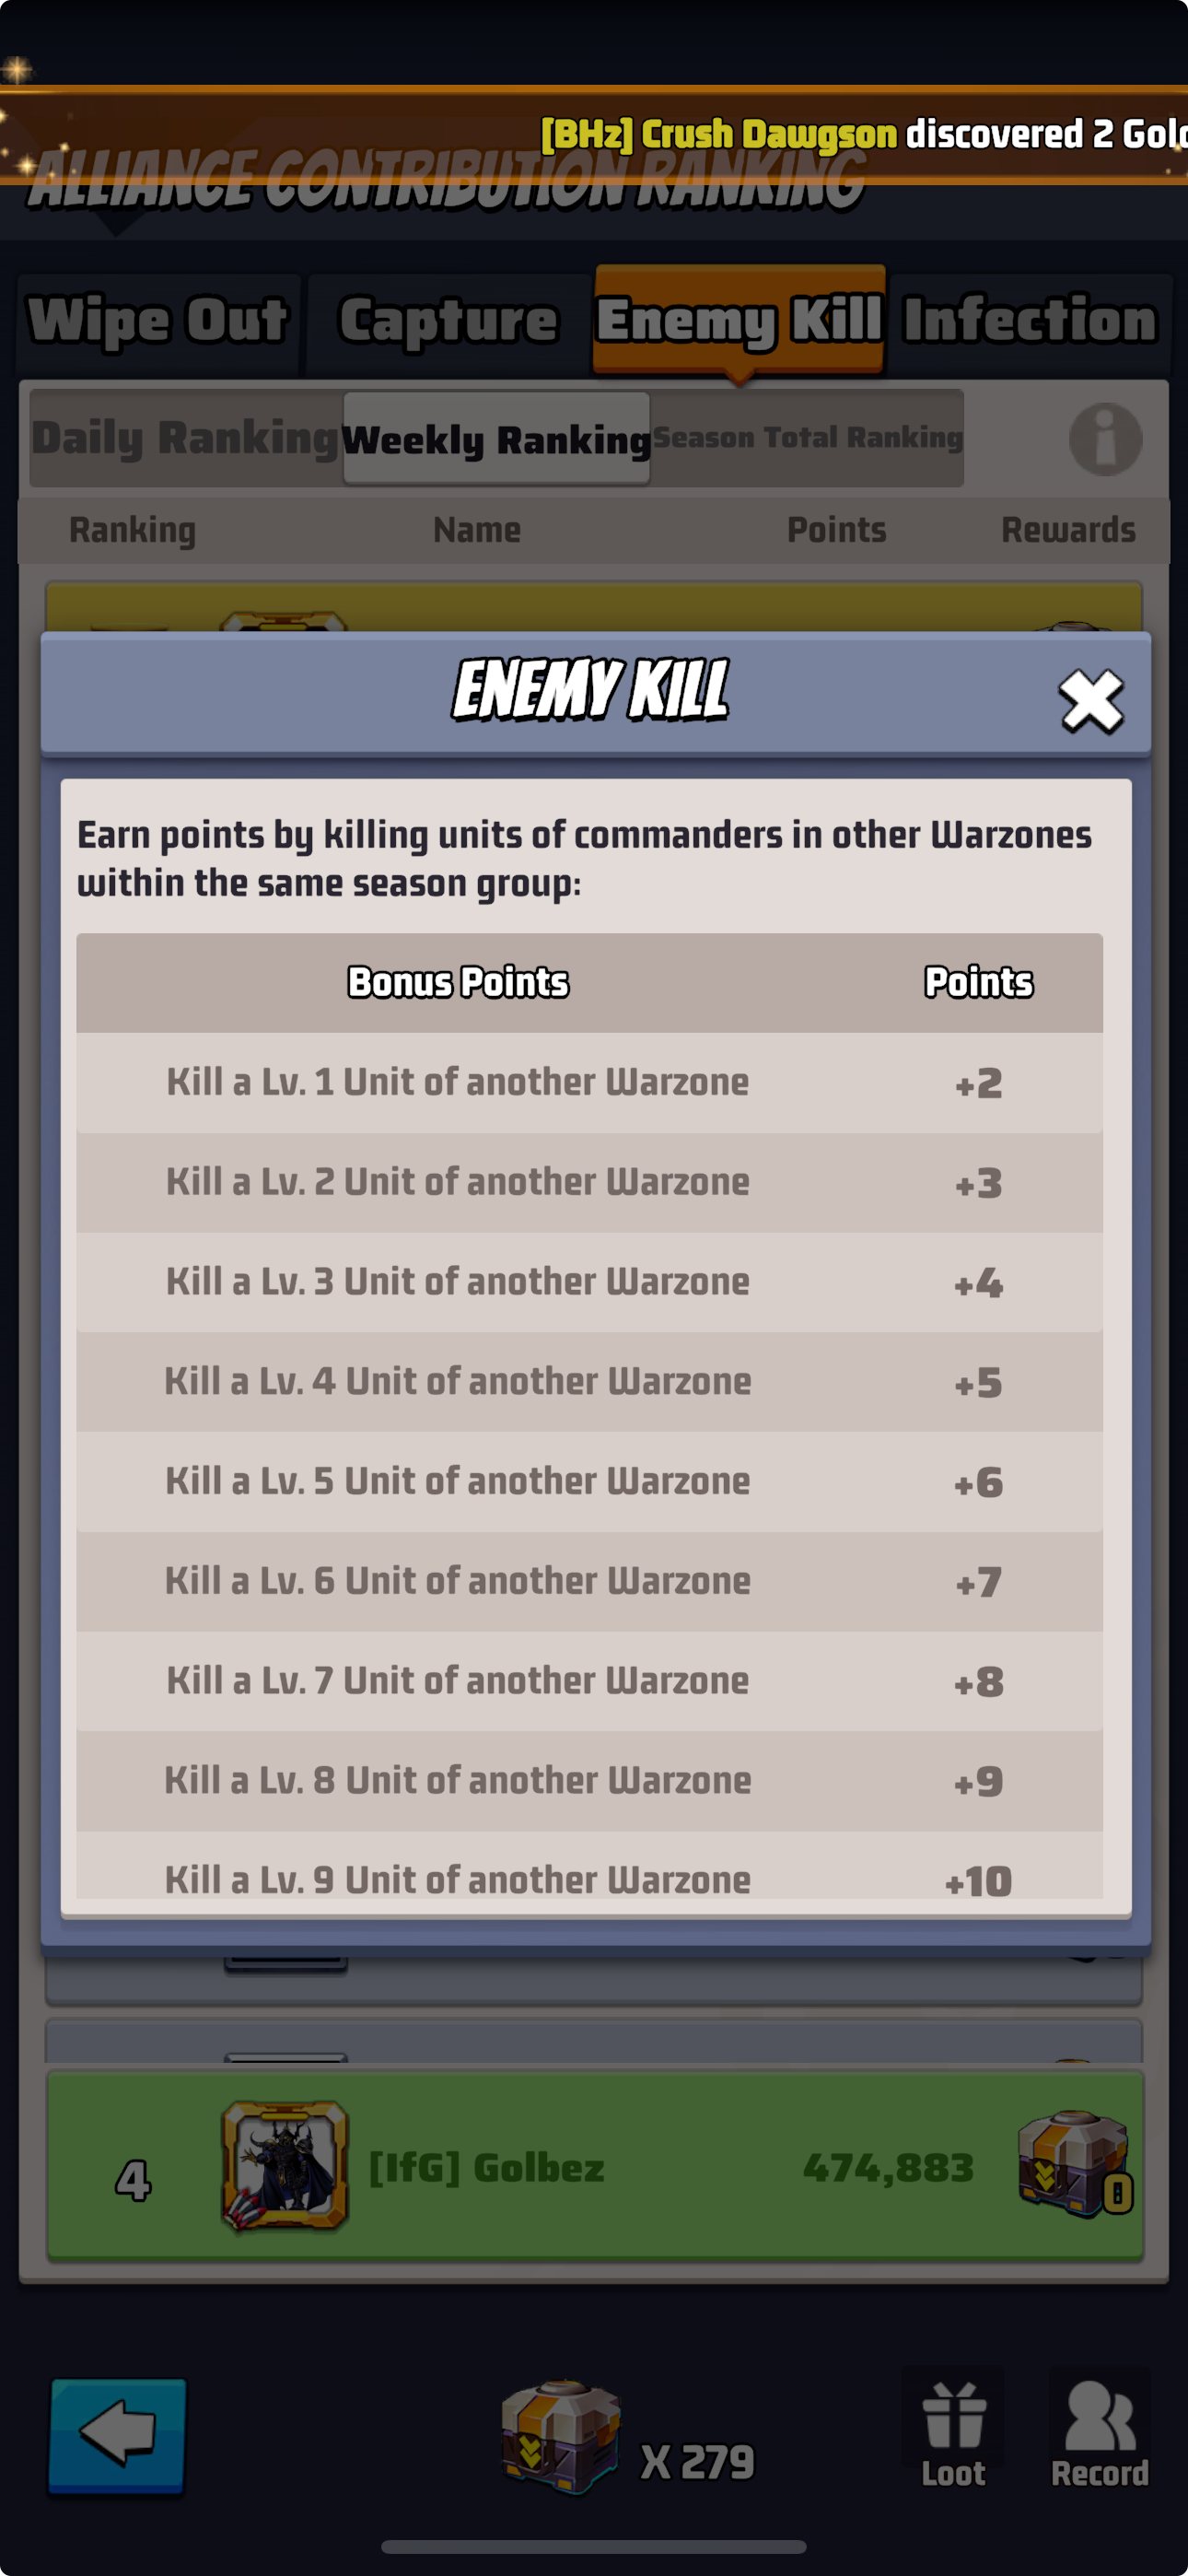 [BHz] Crush Dawgson discovered 2 Gold
ALLIANCE CONTRIBUTION RANKING
Wipe Out Capture Enemy Kill Infection
Daily Ranking Weekly Ranking Season Total Ranking
Ranking Name Points Rewards
ENEMY KILL
Earn points by killing units of commanders in other Warzones
within the same season group:
Bonus Points Points
Kill a Lv. 1 Unit of another Warzone +2
Kill a Lv. 2 Unit of another Warzone +3
Kill a Lv. 3 Unit of another Warzone +4
Kill a Lv. 4 Unit of another Warzone +5
Kill a Lv. 5 Unit of another Warzone +6
Kill a Lv. 6 Unit of another Warzone +7
Kill a Lv. 7 Unit of another Warzone +8
Kill a Lv. 8 Unit of another Warzone +9
Kill a Lv. 9 Unit of another Warzone +10
4 [IfG] Golbez 474,883 0
X 279
Loot Record